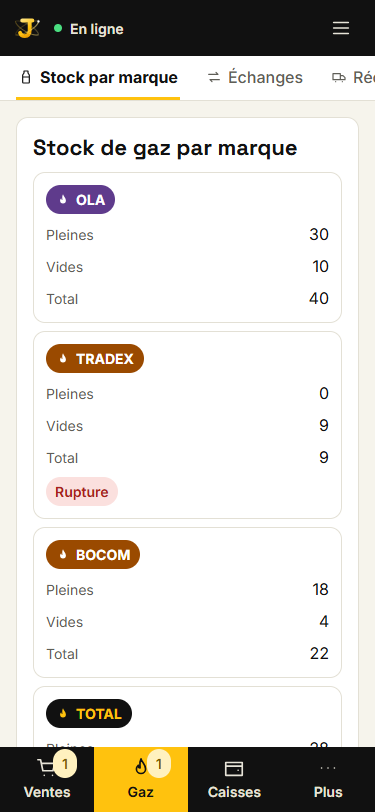 En ligne
Stock par marque
Échanges
Stock de gaz par marque
OLA
Pleines 30
Vides 10
Total 40
TRADEX
Pleines 0
Vides 9
Total 9
Rupture
BOCOM
Pleines 18
Vides 4
Total 22
TOTAL
1
1
Ventes
Gaz
Caisses
Plus